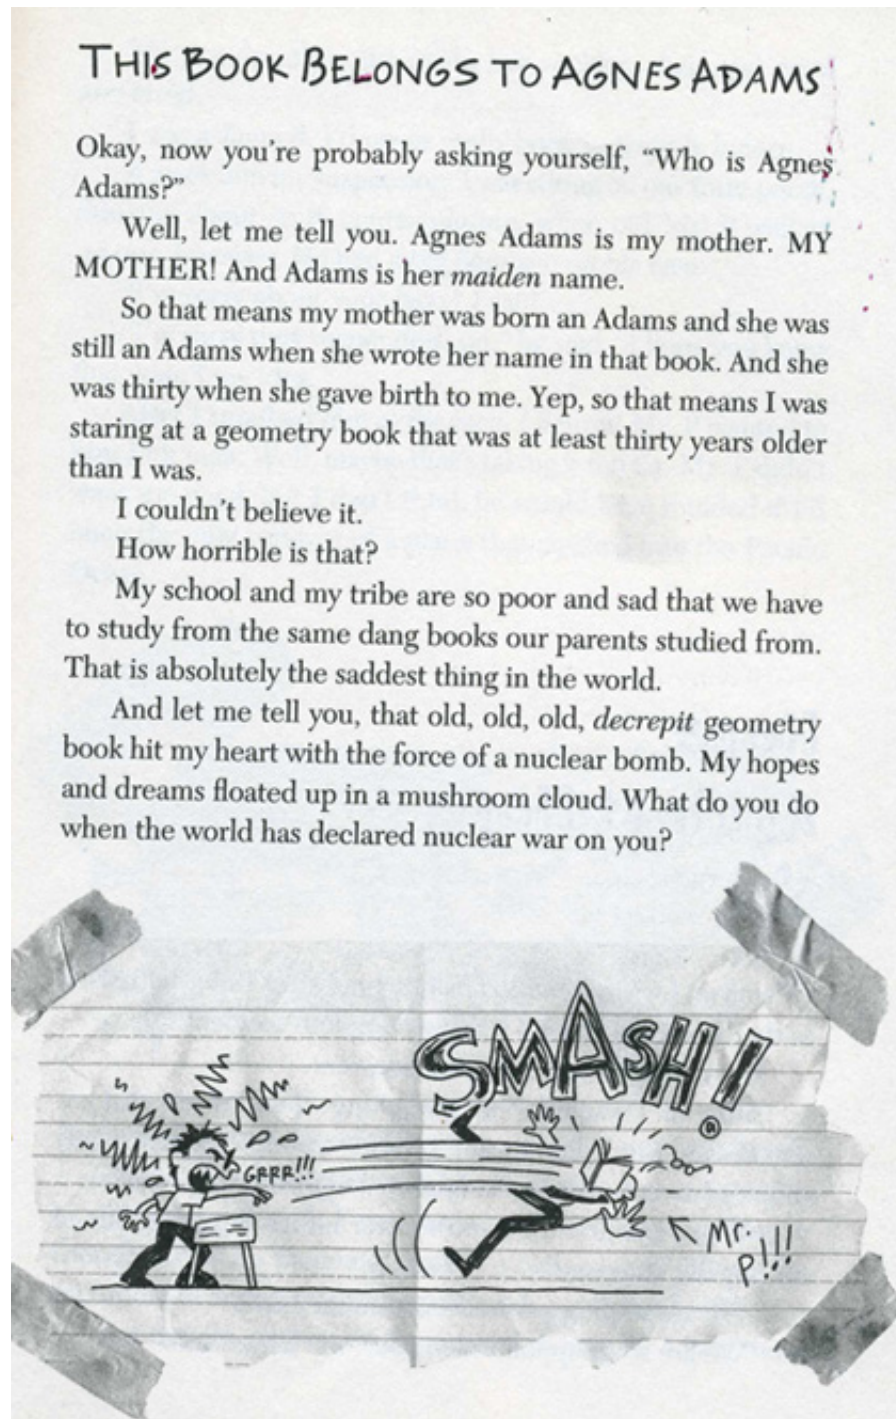 THIS BOOK BELONGS TO AGNES ADAMS
Okay, now you're probably asking yourself, “Who is Agnes
Adams?”
Well, let me tell you. Agnes Adams is my mother. MY
MOTHER! And Adams is her maiden name.
So that means my mother was born an Adams and she was
still an Adams when she wrote her name in that book. And she
was thirty when she gave birth to me. Yep, so that means I was
staring at a geometry book that was at least thirty years older
than I was.
I couldn't believe it.
How horrible is that?
My school and my tribe are so poor and sad that we have
to study from the same dang books our parents studied from.
That is absolutely the saddest thing in the world.
And let me tell you, that old, old, old, decrepit geometry
book hit my heart with the force of a nuclear bomb. My hopes
and dreams floated up in a mushroom cloud. What do you do
when the world has declared nuclear war on you?
SMASH!
GRRR!!!
Mr.
P!!!